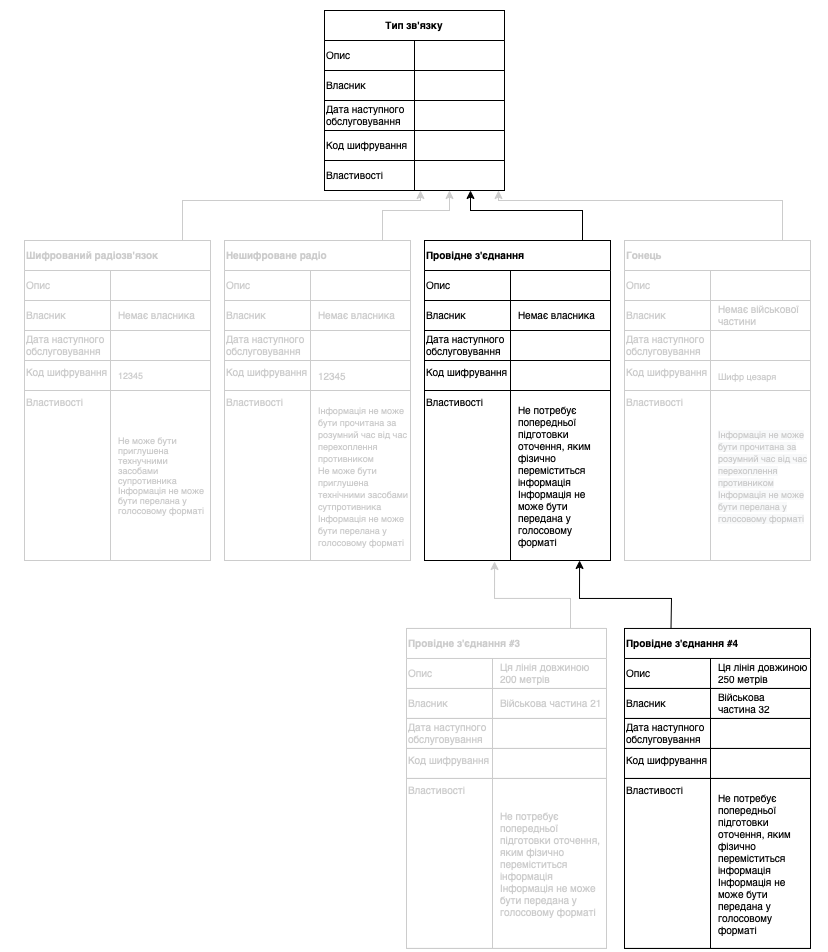 Тип зв'язку
Опис
Власник
Дата наступного
обслуговування
Код шифрування
Властивості
Шифрований радіозв'язок
Опис
Власник
Немає власника
Дата наступного
обслуговування
Код шифрування
12345
Властивості
Не може бути
приглушена
технучними
засобами
супротивника
Інформація не може
бути перелана у
голосовому форматі
Нешифроване радіо
Опис
Власник
Немає власника
Дата наступного
обслуговування
Код шифрування
12345
Властивості
Інформація не може
бути прочитана за
розумний час від час
перехоплення
противником
Не може бути
приглушена
технічними засобами
сутпротивника
Інформація не може
бути перелана у
голосовому форматі
Провідне з'єднання
Опис
Власник
Немає власника
Дата наступного
обслуговування
Код шифрування
Властивості
Не потребує
попередньої
підготовки
оточення, яким
фізично
переміститься
інформація
Інформація не
може бути
передана у
голосовому
форматі
Гонець
Опис
Власник
Немає військової
частини
Дата наступного
обслуговування
Код шифрування
Шифр цезаря
Властивості
Інформація не може
бути прочитана за
розумний час від час
перехоплення
противником
Інформація не може
бути перелана у
голосовому форматі
Провідне з'єднання #3
Опис
Ця лінія довжиною
200 метрів
Власник
Військова частина 21
Дата наступного
обслуговування
Код шифрування
Властивості
Не потребує
попередньої
підготовки оточення,
яким фізично
переміститься
інформація
Інформація не може
бути передана у
голосовому форматі
Провідне з'єднання #4
Опис
Ця лінія довжиною
250 метрів
Власник
Військова
частина 32
Дата наступного
обслуговування
Код шифрування
Властивості
Не потребує
попередньої
підготовки
оточення, яким
фізично
переміститься
інформація
Інформація не
може бути
передана у
голосовому
форматі